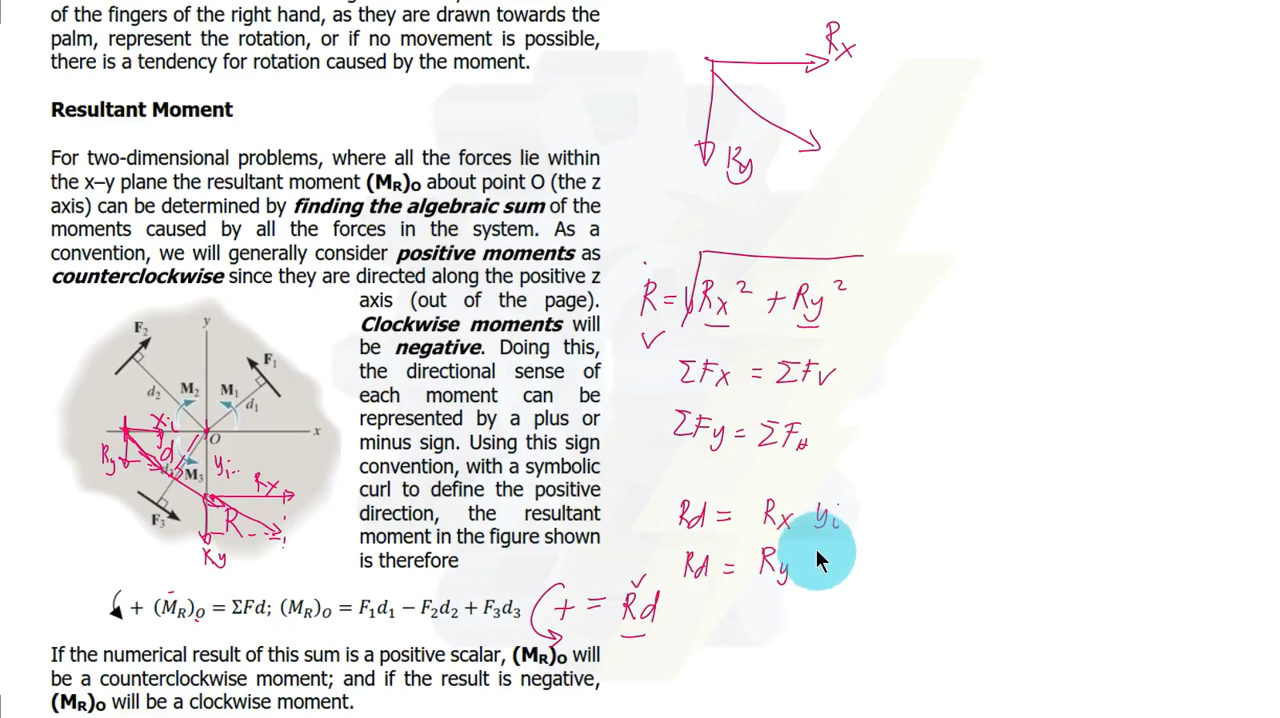 of the fingers of the right hand, as they are drawn towards the
palm, represent the rotation, or if no movement is possible,
there is a tendency for rotation caused by the moment.
Resultant Moment
For two-dimensional problems, where all the forces lie within
the x–y plane the resultant moment (MR)O about point O (the z
axis) can be determined by finding the algebraic sum of the
moments caused by all the forces in the system. As a
convention, we will generally consider positive moments as
counterclockwise since they are directed along the positive z
axis (out of the page).
Clockwise moments will
be negative. Doing this,
the directional sense of
each moment can be
represented by a plus or
minus sign. Using this sign
convention, with a symbolic
curl to define the positive
direction, the resultant
moment in the figure shown
is therefore
F2
y
F1
d2
M2
M1
d1
x
O
M3
F3
xi
Ry
d
yi
Rx
R
Ry
+ (MR)O = ΣFd; (MR)O = F1d1 − F2d2 + F3d3
+ = Rd
If the numerical result of this sum is a positive scalar, (MR)O will
be a counterclockwise moment; and if the result is negative,
(MR)O will be a clockwise moment.
Rx
Ry
R = √Rx² + Ry²
ΣFx = ΣFV
ΣFy = ΣFH
Rd = Rx yi
Rd = Ry